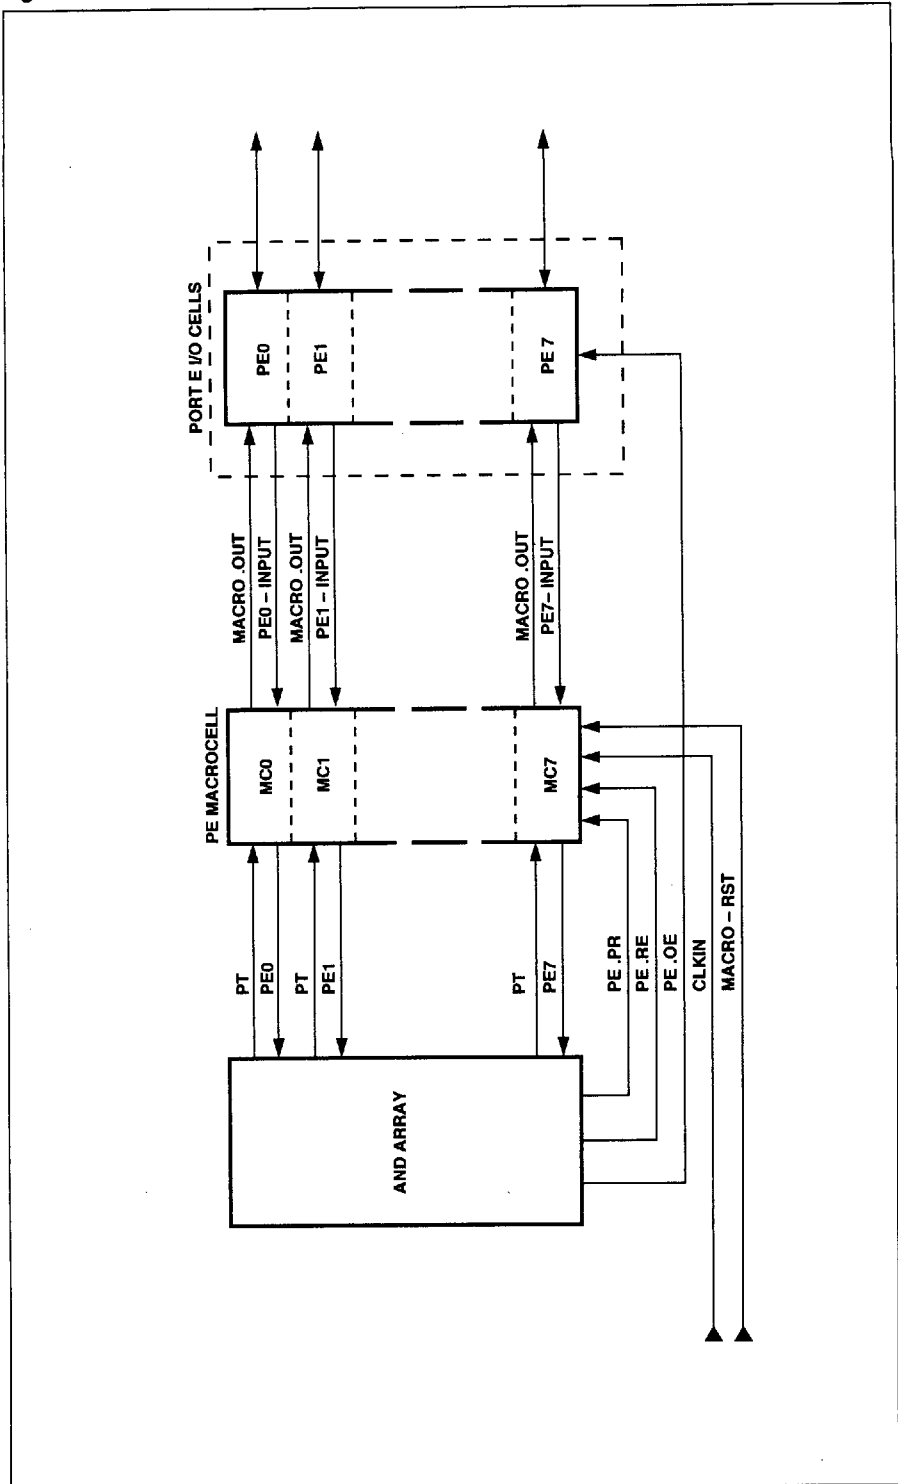 PORT E I/O CELLS
PE0
PE1
PE 7
MACRO .OUT
PE0 – INPUT
MACRO .OUT
PE1 – INPUT
MACRO .OUT
PE7– INPUT
PE MACROCELL
MC0
MC1
MC7
PT
PE0
PT
PE1
PT
PE7
PE .PR
PE .RE
PE .OE
CLKIN
MACRO – RST
AND ARRAY